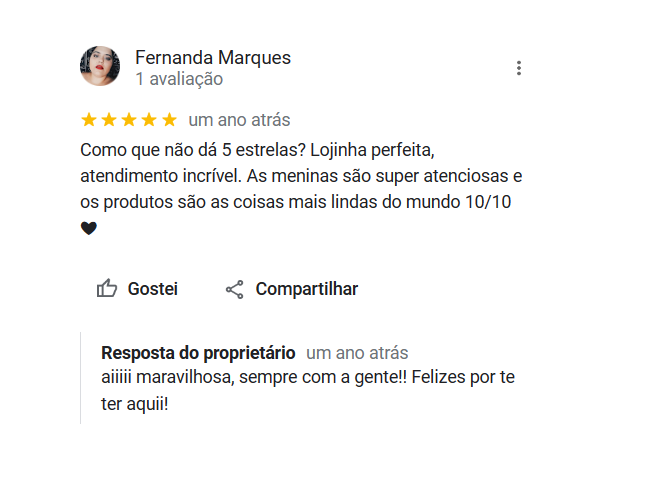 Fernanda Marques
1 avaliação
um ano atrás
Como que não dá 5 estrelas? Lojinha perfeita,
atendimento incrível. As meninas são super atenciosas e
os produtos são as coisas mais lindas do mundo 10/10
🖤
Gostei
Compartilhar
Resposta do proprietário um ano atrás
aiiiii maravilhosa, sempre com a gente!! Felizes por te
ter aquii!